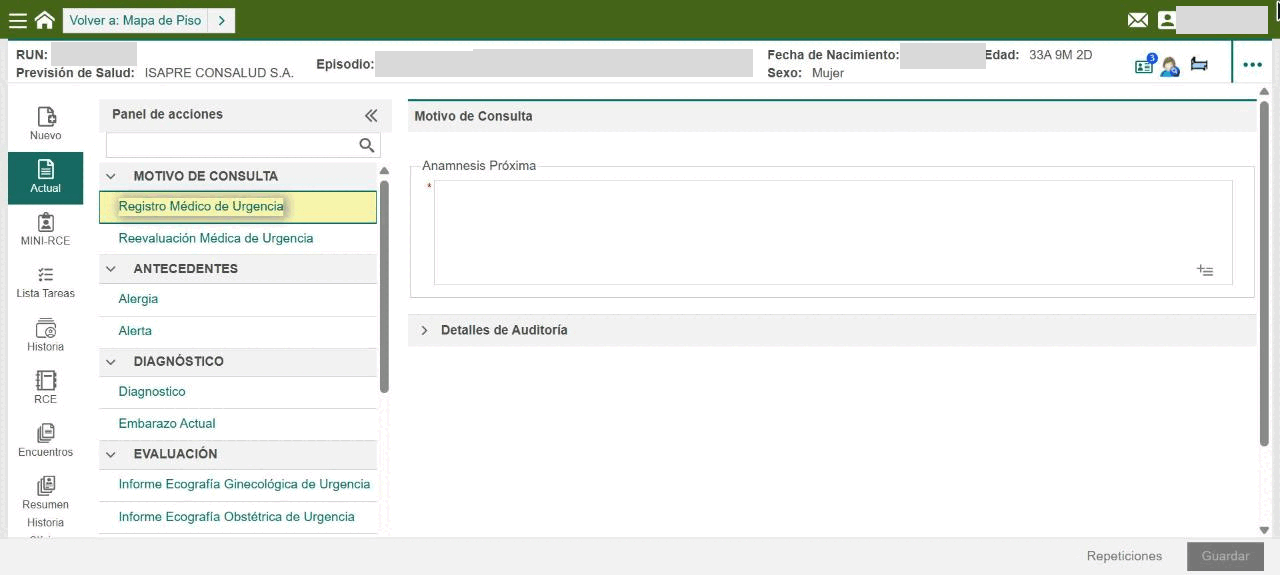 Volver a: Mapa de Piso
RUN:
Previsión de Salud: ISAPRE CONSALUD S.A.
Episodio:
Fecha de Nacimiento:
Edad: 33A 9M 2D
Sexo: Mujer
3
Nuevo
Actual
MINI-RCE
Lista Tareas
Historia
RCE
Encuentros
Resumen
Historia
Panel de acciones
MOTIVO DE CONSULTA
Registro Médico de Urgencia
Reevaluación Médica de Urgencia
ANTECEDENTES
Alergia
Alerta
DIAGNÓSTICO
Diagnostico
Embarazo Actual
EVALUACIÓN
Informe Ecografía Ginecológica de Urgencia
Informe Ecografía Obstétrica de Urgencia
Motivo de Consulta
Anamnesis Próxima
*
Detalles de Auditoría
Repeticiones
Guardar